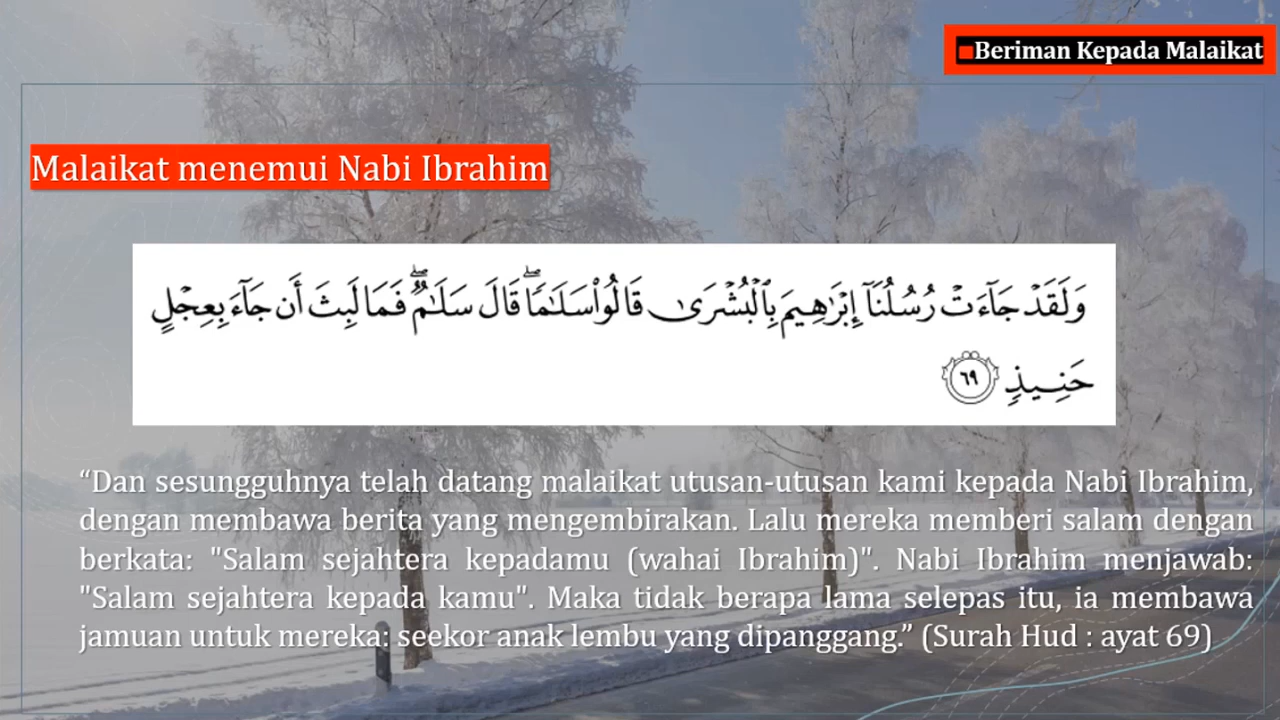 ▪Beriman Kepada Malaikat
Malaikat menemui Nabi Ibrahim
وَلَقَدْ جَآءَتْ رُسُلُنَآ إِبْرَٰهِيمَ بِٱلْبُشْرَىٰ قَالُوا۟ سَلَٰمًا ۖ قَالَ سَلَٰمٌ ۖ فَمَا لَبِثَ أَن جَآءَ بِعِجْلٍ
حَنِيذٍ ٦٩
“Dan sesungguhnya telah datang malaikat utusan-utusan kami kepada Nabi Ibrahim,
dengan membawa berita yang mengembirakan. Lalu mereka memberi salam dengan
berkata: "Salam sejahtera kepadamu (wahai Ibrahim)". Nabi Ibrahim menjawab:
"Salam sejahtera kepada kamu". Maka tidak berapa lama selepas itu, ia membawa
jamuan untuk mereka: seekor anak lembu yang dipanggang.” (Surah Hud : ayat 69)